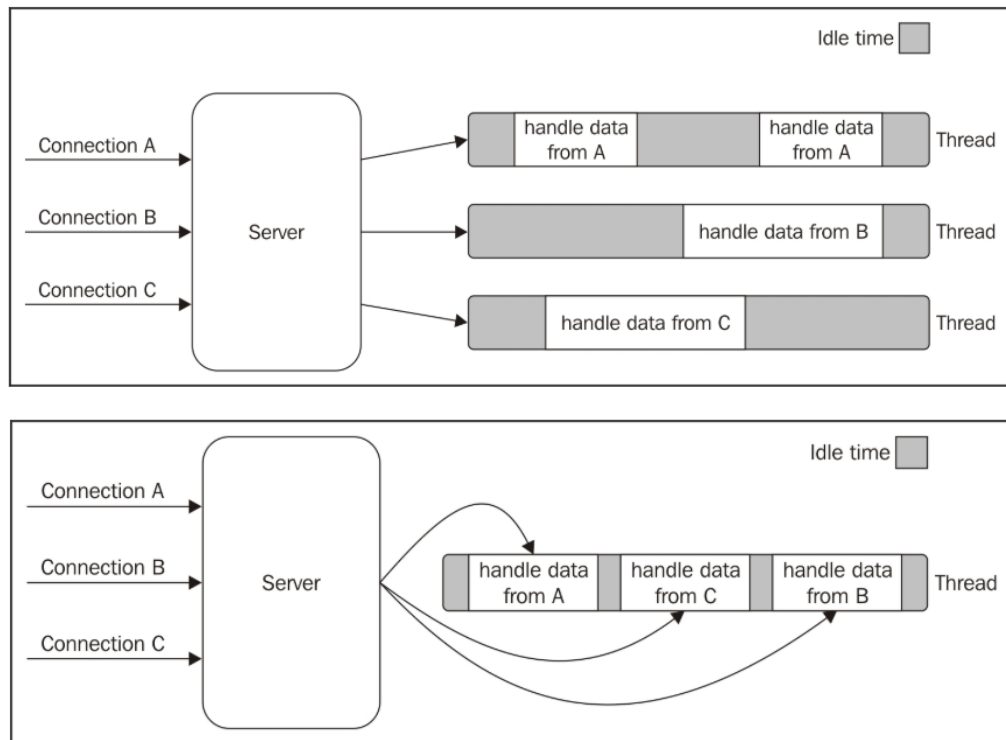 Idle time
Connection A
Connection B
Connection C
Server
handle data
from A
handle data
from A
Thread
handle data from B
Thread
handle data from C
Thread
Idle time
Connection A
Connection B
Connection C
Server
handle data
from A
handle data
from C
handle data
from B
Thread